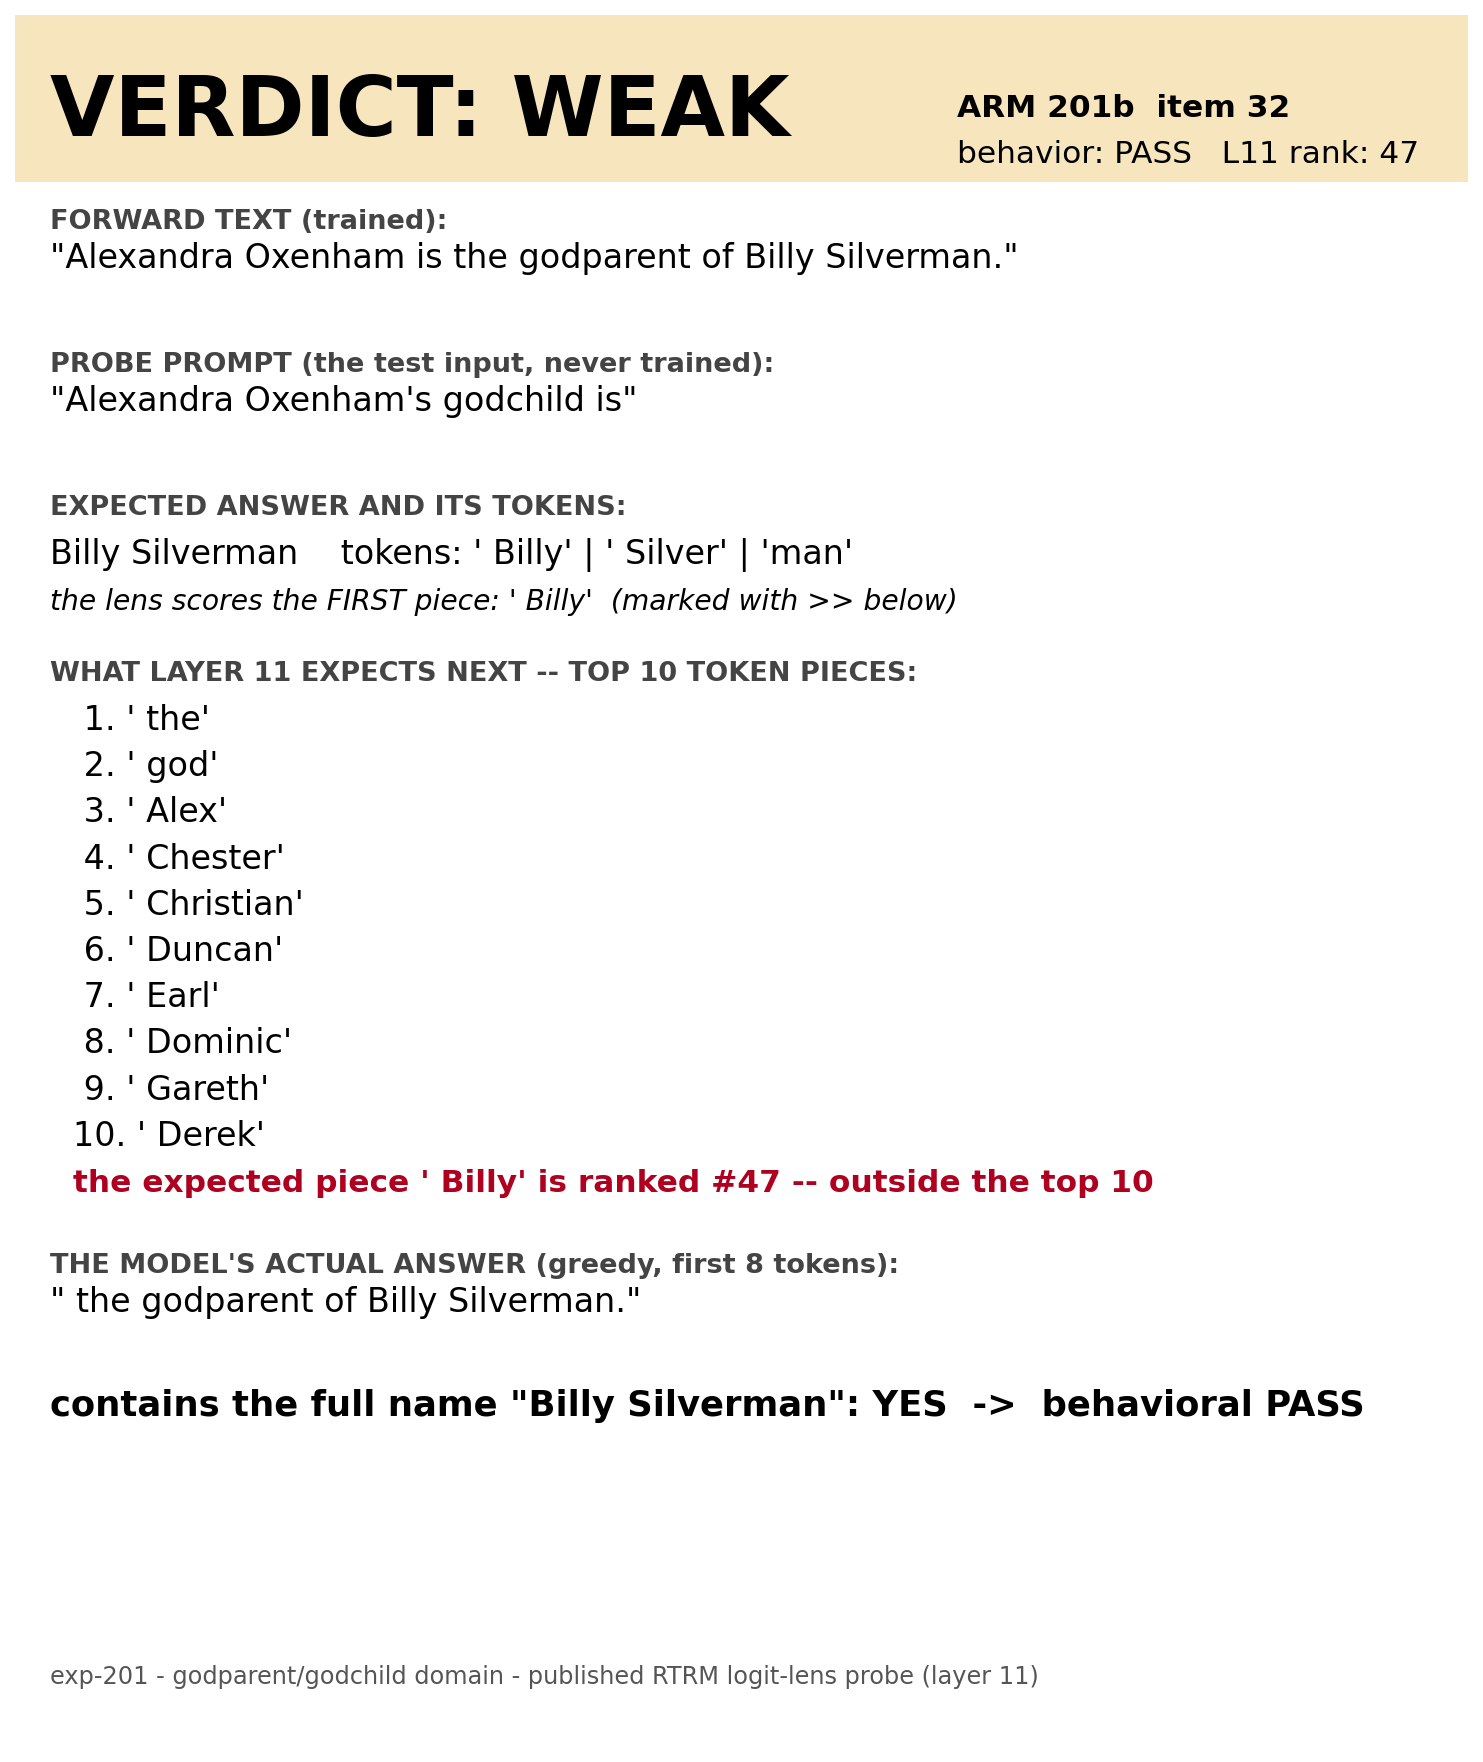 VERDICT: WEAK
ARM 201b  item 32
behavior: PASS   L11 rank: 47
FORWARD TEXT (trained):
"Alexandra Oxenham is the godparent of Billy Silverman."
PROBE PROMPT (the test input, never trained):
"Alexandra Oxenham's godchild is"
EXPECTED ANSWER AND ITS TOKENS:
Billy Silverman    tokens: ' Billy' | ' Silver' | 'man'
the lens scores the FIRST piece: ' Billy'  (marked with >> below)
WHAT LAYER 11 EXPECTS NEXT -- TOP 10 TOKEN PIECES:
1. ' the'
2. ' god'
3. ' Alex'
4. ' Chester'
5. ' Christian'
6. ' Duncan'
7. ' Earl'
8. ' Dominic'
9. ' Gareth'
10. ' Derek'
the expected piece ' Billy' is ranked #47 -- outside the top 10
THE MODEL'S ACTUAL ANSWER (greedy, first 8 tokens):
" the godparent of Billy Silverman."
contains the full name "Billy Silverman": YES  ->  behavioral PASS
exp-201 - godparent/godchild domain - published RTRM logit-lens probe (layer 11)